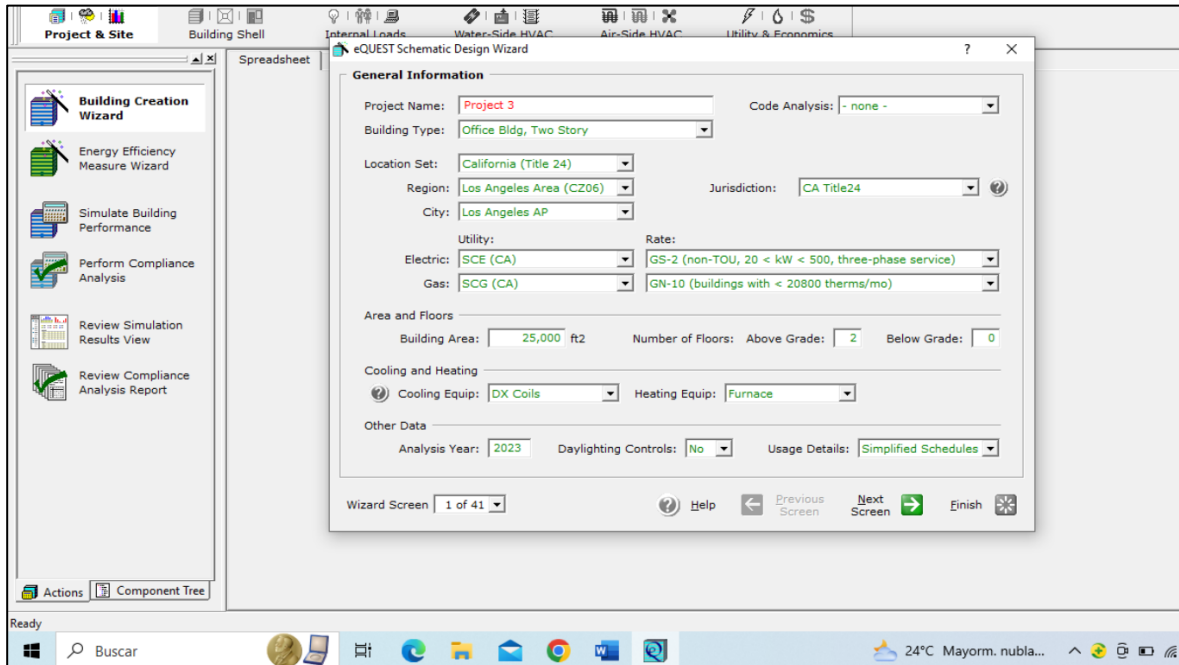 Project & Site
Building Shell
Internal Loads
Water-Side HVAC
Air-Side HVAC
Utility & Economics
Spreadsheet
Building Creation
Wizard
Energy Efficiency
Measure Wizard
Simulate Building
Performance
Perform Compliance
Analysis
Review Simulation
Results View
Review Compliance
Analysis Report
Actions
Component Tree
eQUEST Schematic Design Wizard ? ×
General Information
Project Name: Project 3 Code Analysis: - none -
Building Type: Office Bldg, Two Story
Location Set: California (Title 24)
Region: Los Angeles Area (CZ06) Jurisdiction: CA Title24
City: Los Angeles AP
Utility: Rate:
Electric: SCE (CA) GS-2 (non-TOU, 20 < kW < 500, three-phase service)
Gas: SCG (CA) GN-10 (buildings with < 20800 therms/mo)
Area and Floors
Building Area: 25,000 ft2 Number of Floors: Above Grade: 2 Below Grade: 0
Cooling and Heating
Cooling Equip: DX Coils Heating Equip: Furnace
Other Data
Analysis Year: 2023 Daylighting Controls: No Usage Details: Simplified Schedules
Wizard Screen 1 of 41 Help Previous Screen Next Screen Finish
Ready
Buscar 24°C Mayorm. nubla...